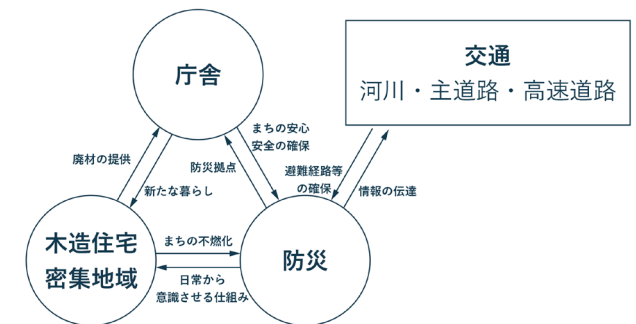 庁舎
交通
河川・主道路・高速道路
まちの安心
安全の確保
廃材の提供
防災拠点
避難経路等
の確保
新たな暮らし
情報の伝達
木造住宅
密集地域
まちの不燃化
防災
日常から
意識させる仕組み